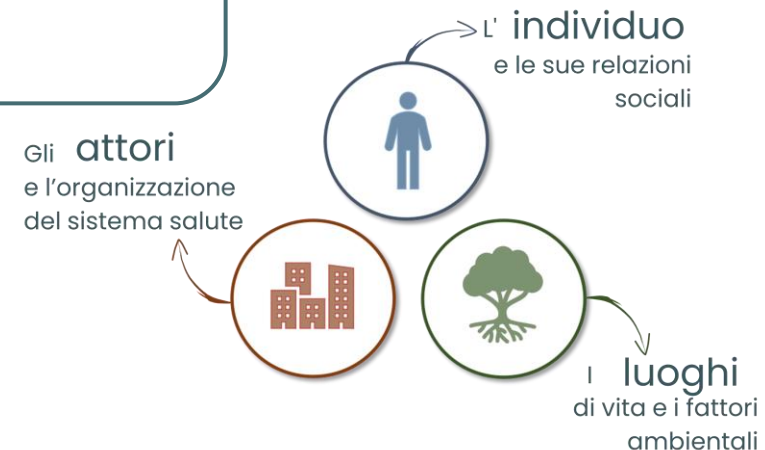 L' individuo
e le sue relazioni
sociali
Gli attori
e l'organizzazione
del sistema salute
I luoghi
di vita e i fattori
ambientali